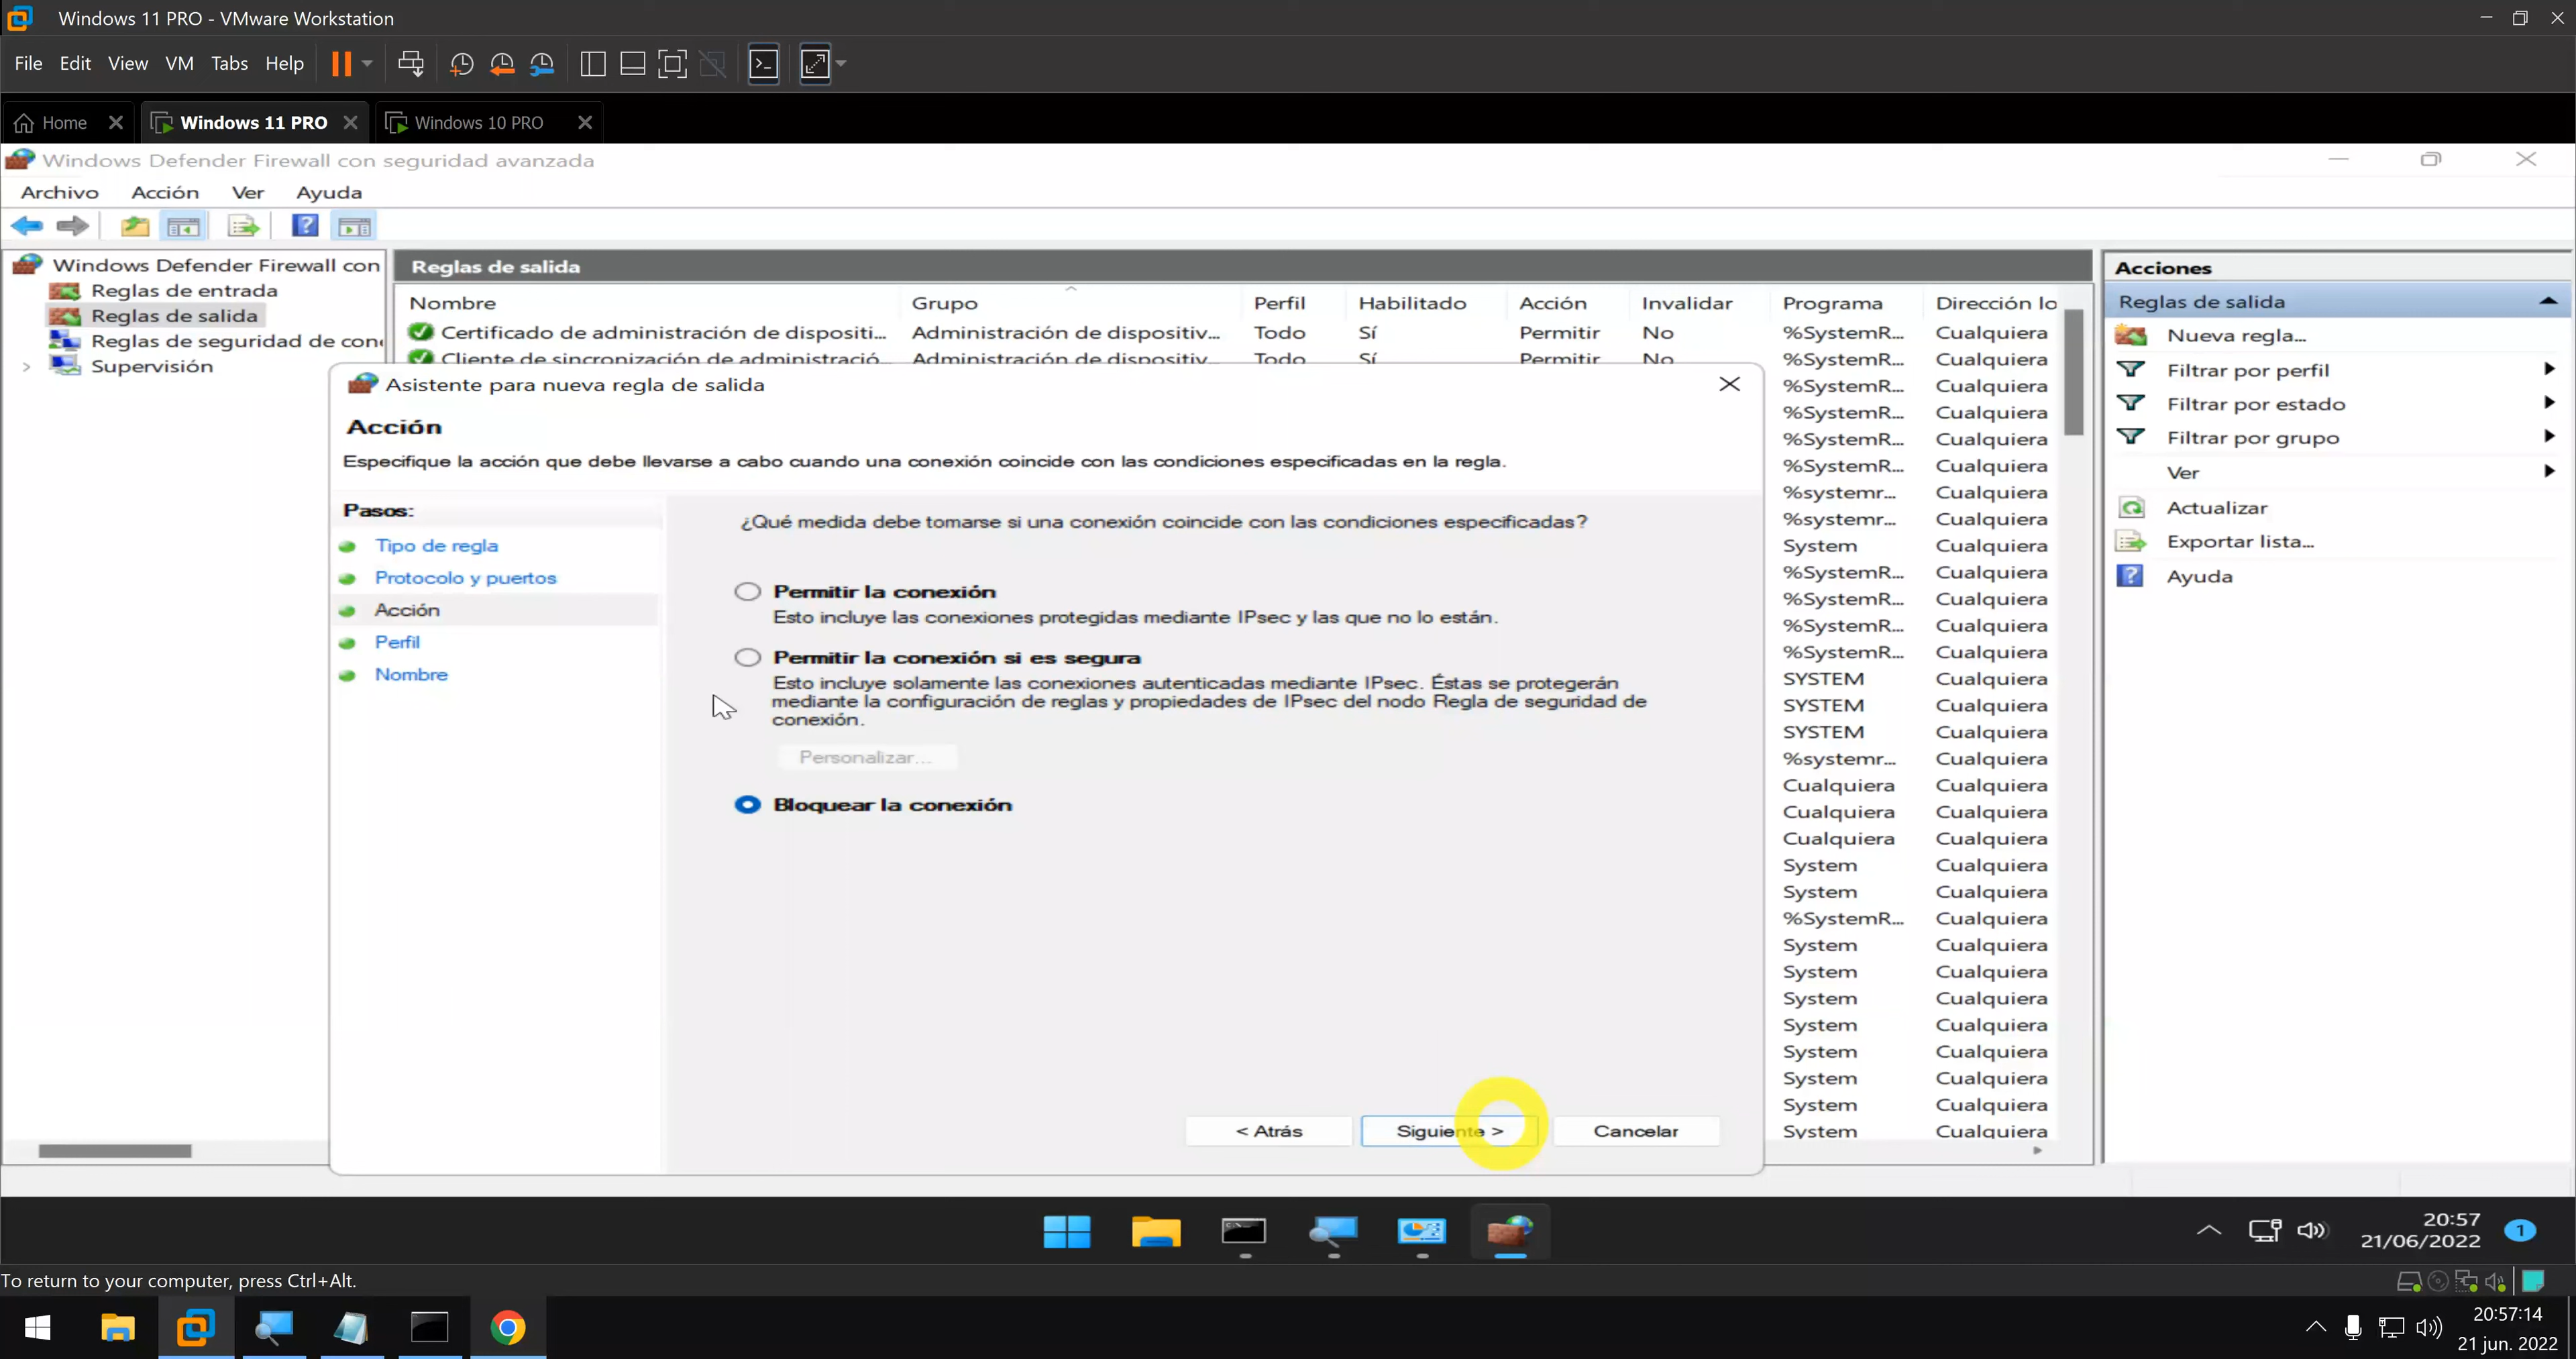 Windows 11 PRO - VMware Workstation
File Edit View VM Tabs Help
Home
Windows 11 PRO
Windows 10 PRO
Windows Defender Firewall con seguridad avanzada
Archivo Acción Ver Ayuda
Windows Defender Firewall con
Reglas de entrada
Reglas de salida
Reglas de seguridad de con
Supervisión
Reglas de salida
Nombre Grupo Perfil Habilitado Acción Invalidar Programa Dirección lo
Certificado de administración de dispositi... Administración de dispositiv... Todo Sí Permitir No %SystemR... Cualquiera
Cliente de sincronización de administració... Administración de dispositiv... Todo Sí Permitir No %SystemR... Cualquiera
%SystemR... Cualquiera
%SystemR... Cualquiera
%SystemR... Cualquiera
%SystemR... Cualquiera
%systemr... Cualquiera
%systemr... Cualquiera
System Cualquiera
%SystemR... Cualquiera
%SystemR... Cualquiera
%SystemR... Cualquiera
%SystemR... Cualquiera
SYSTEM Cualquiera
SYSTEM Cualquiera
SYSTEM Cualquiera
%systemr... Cualquiera
Cualquiera Cualquiera
Cualquiera Cualquiera
Cualquiera Cualquiera
System Cualquiera
System Cualquiera
%SystemR... Cualquiera
System Cualquiera
System Cualquiera
System Cualquiera
System Cualquiera
System Cualquiera
System Cualquiera
System Cualquiera
System Cualquiera
Asistente para nueva regla de salida
Acción
Especifique la acción que debe llevarse a cabo cuando una conexión coincide con las condiciones especificadas en la regla.
Pasos:
Tipo de regla
Protocolo y puertos
Acción
Perfil
Nombre
¿Qué medida debe tomarse si una conexión coincide con las condiciones especificadas?
Permitir la conexión
Esto incluye las conexiones protegidas mediante IPsec y las que no lo están.
Permitir la conexión si es segura
Esto incluye solamente las conexiones autenticadas mediante IPsec. Éstas se protegerán
mediante la configuración de reglas y propiedades de IPsec del nodo Regla de seguridad de
conexión.
Personalizar...
Bloquear la conexión
< Atrás
Siguiente >
Cancelar
Acciones
Reglas de salida
Nueva regla...
Filtrar por perfil
Filtrar por estado
Filtrar por grupo
Ver
Actualizar
Exportar lista...
Ayuda
20:57
21/06/2022
1
To return to your computer, press Ctrl+Alt.
20:57:14
21 jun. 2022